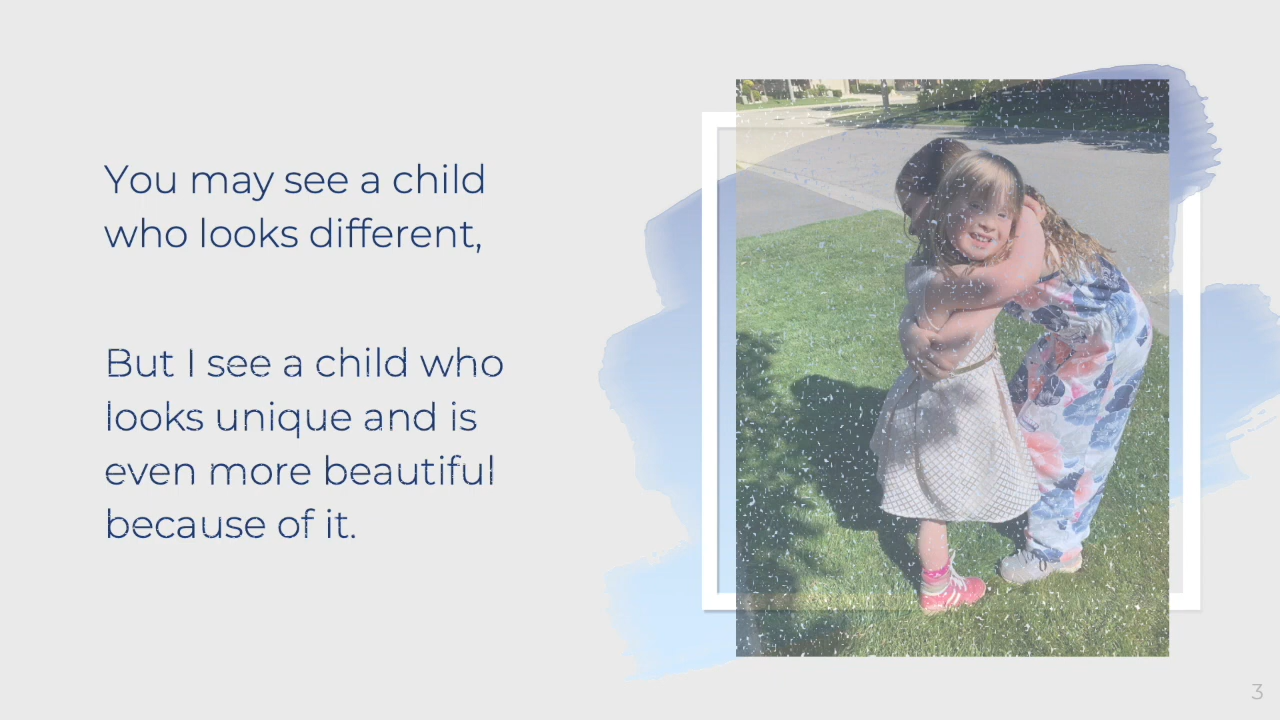 You may see a child
who looks different,
But I see a child who
looks unique and is
even more beautiful
because of it.
3